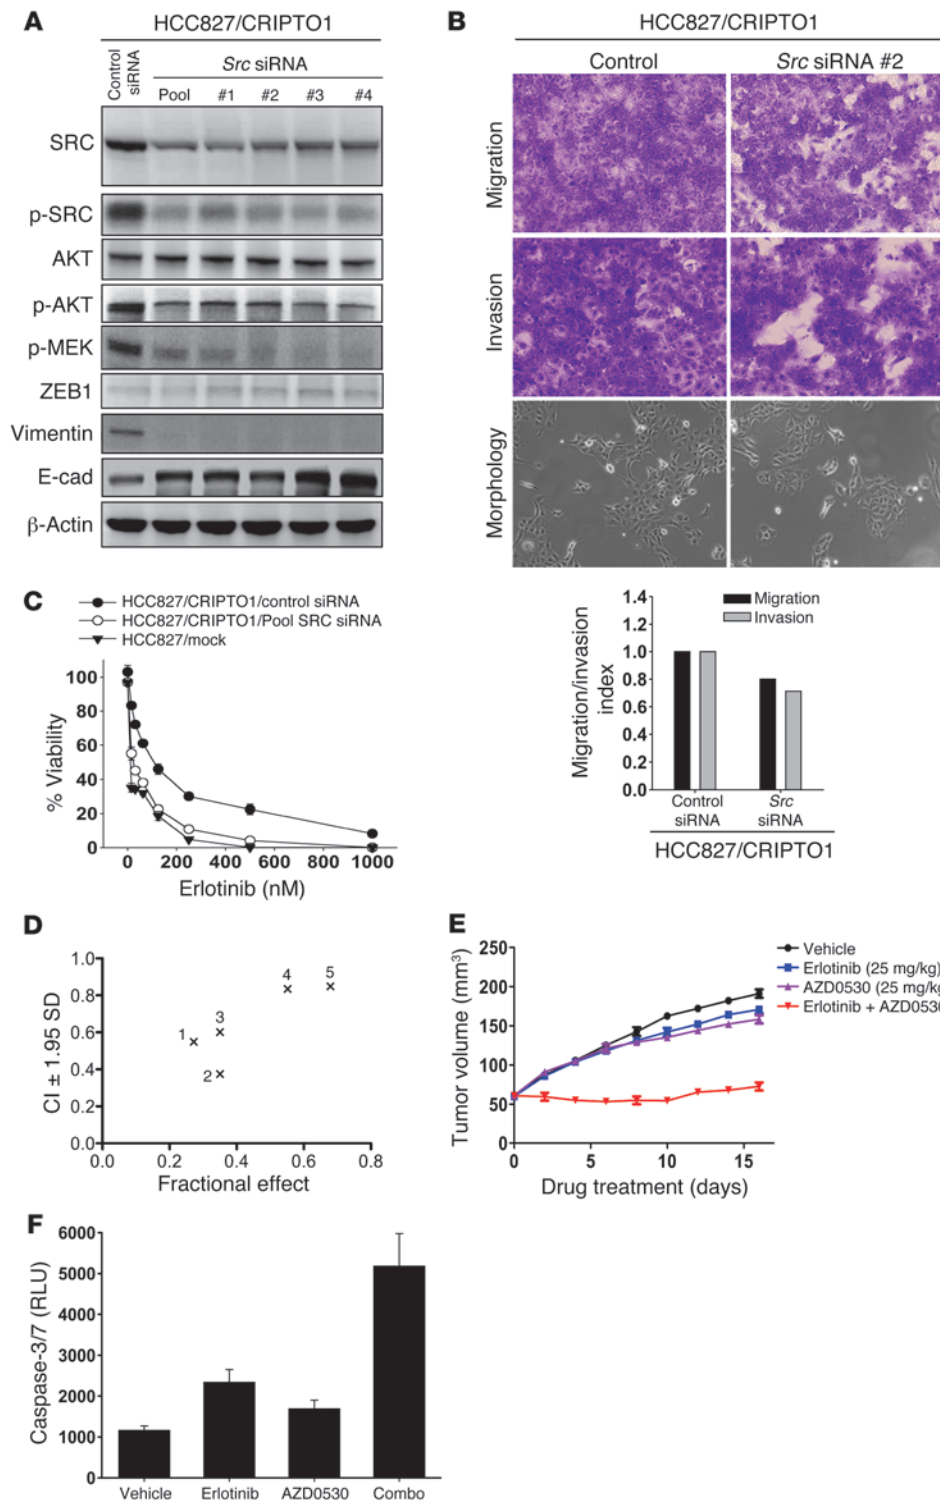 A
HCC827/CRIPTO1
Control siRNA
Src siRNA
Pool #1 #2 #3 #4
SRC
p-SRC
AKT
p-AKT
p-MEK
ZEB1
Vimentin
E-cad
β-Actin
B
HCC827/CRIPTO1
Control Src siRNA #2
Migration
Invasion
Morphology
1.4
1.2
1.0
0.8
0.6
0.4
0.2
0.0
Migration/invasion index
Migration
Invasion
Control siRNA
Src siRNA
HCC827/CRIPTO1
C
HCC827/CRIPTO1/control siRNA
HCC827/CRIPTO1/Pool SRC siRNA
HCC827/mock
% Viability
100
80
60
40
20
0
0 200 400 600 800 1000
Erlotinib (nM)
D
CI ± 1.95 SD
1.0
0.8
0.6
0.4
0.2
0.0
1
2
3
4
5
0.0 0.2 0.4 0.6 0.8
Fractional effect
E
Tumor volume (mm³)
250
200
150
100
50
0
0 5 10 15
Drug treatment (days)
Vehicle
Erlotinib (25 mg/kg)
AZD0530 (25 mg/kg
Erlotinib + AZD0530
F
Caspase-3/7 (RLU)
6000
5000
4000
3000
2000
1000
0
Vehicle Erlotinib AZD0530 Combo